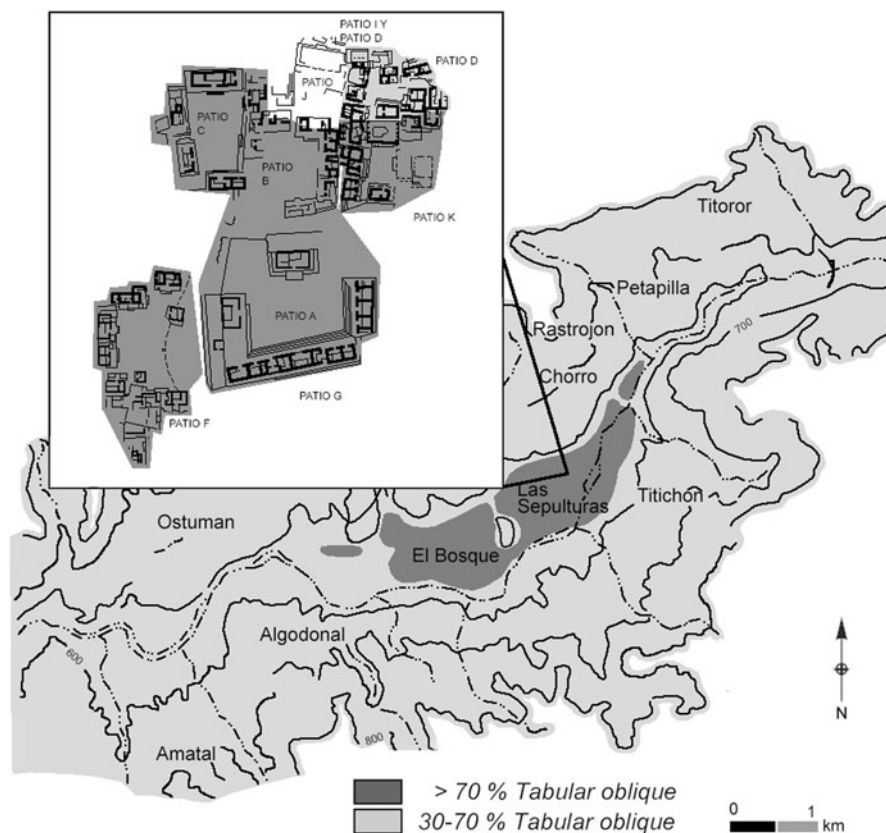 PATIO I Y
PATIO D
PATIO D
PATIO
J
PATIO
C
PATIO
B
PATIO K
PATIO A
PATIO G
PATIO F
Titoror
Petapilla
700
Rastrojon
Chorro
Las
Sepulturas
Titichon
Ostuman
El Bosque
Algodonal
600
800
Amatal
N
> 70 % Tabular oblique
30-70 % Tabular oblique
0 1
km